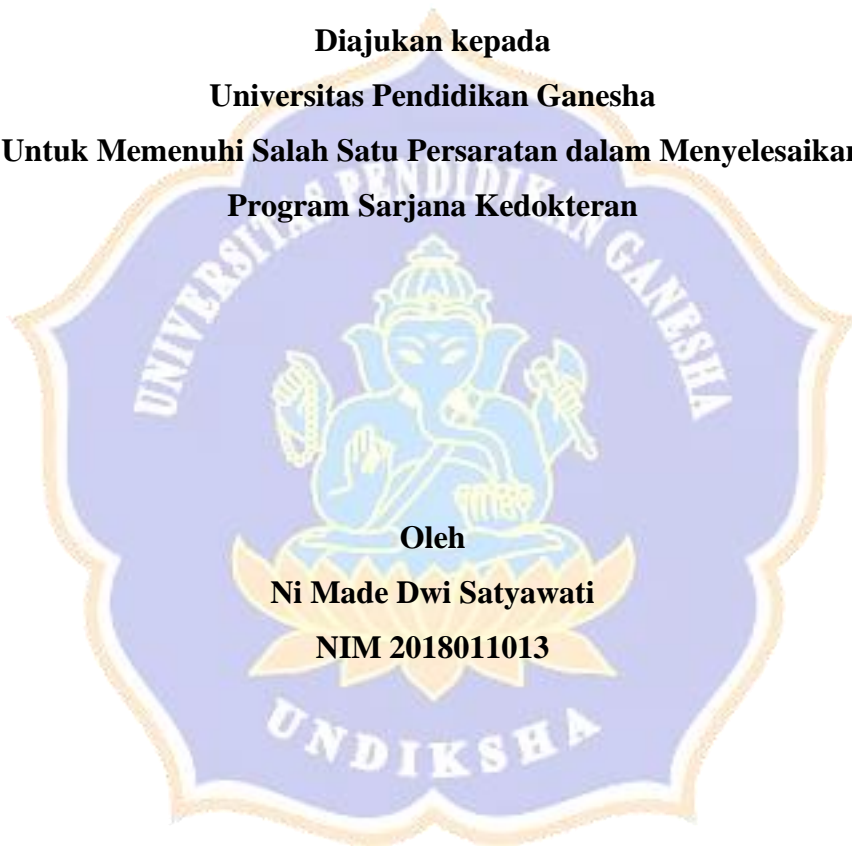 Diajukan kepada
Universitas Pendidikan Ganesha
Untuk Memenuhi Salah Satu Persaratan dalam Menyelesaikan
Program Sarjana Kedokteran
UNIVERSITAS PENDIDIKAN GANESHA
Oleh
Ni Made Dwi Satyawati
NIM 2018011013
UNDIKSHA